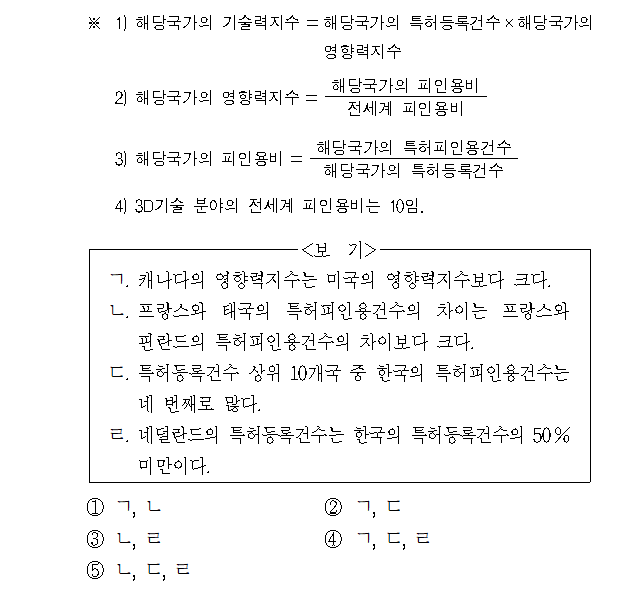 ※ 1) 해당국가의 기술력지수 = 해당국가의 특허등록건수 × 해당국가의
영향력지수
2) 해당국가의 영향력지수 = 해당국가의 피인용비 / 전세계 피인용비
3) 해당국가의 피인용비 = 해당국가의 특허피인용건수 / 해당국가의 특허등록건수
4) 3D기술 분야의 전세계 피인용비는 10임.
<보 기>
ㄱ. 캐나다의 영향력지수는 미국의 영향력지수보다 크다.
ㄴ. 프랑스와 태국의 특허피인용건수의 차이는 프랑스와
핀란드의 특허피인용건수의 차이보다 크다.
ㄷ. 특허등록건수 상위 10개국 중 한국의 특허피인용건수는
네 번째로 많다.
ㄹ. 네덜란드의 특허등록건수는 한국의 특허등록건수의 50%
미만이다.
① ㄱ, ㄴ ② ㄱ, ㄷ
③ ㄴ, ㄹ ④ ㄱ, ㄷ, ㄹ
⑤ ㄴ, ㄷ, ㄹ